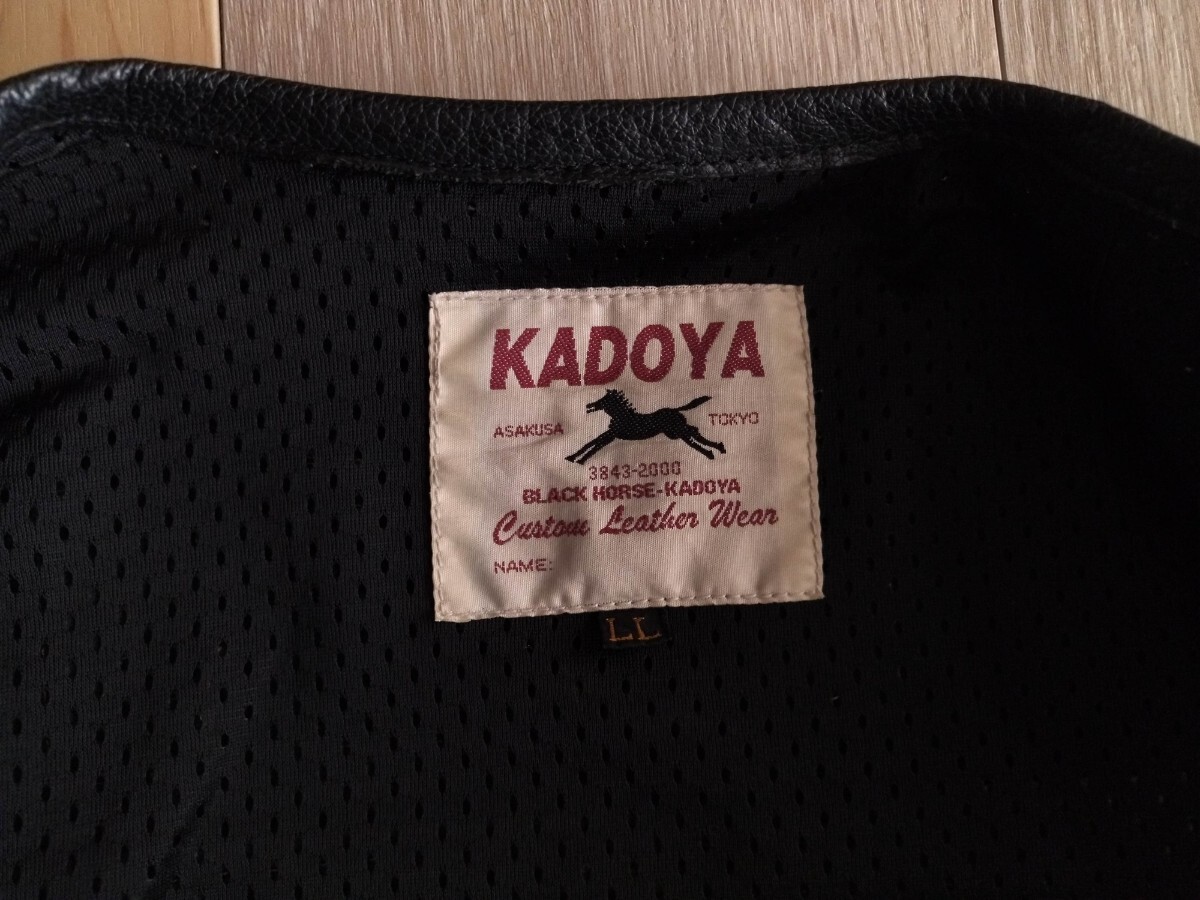 KADOYA
ASAKUSA TOKYO
3843-2000
BLACK HORSE-KADOYA
Custom Leather Wear
NAME:
LL